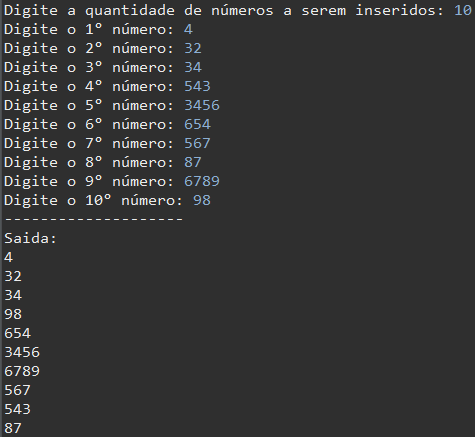 Digite a quantidade de números a serem inseridos: 10
Digite o 1º número: 4
Digite o 2º número: 32
Digite o 3º número: 34
Digite o 4º número: 543
Digite o 5º número: 3456
Digite o 6º número: 654
Digite o 7º número: 567
Digite o 8º número: 87
Digite o 9º número: 6789
Digite o 10º número: 98
--------------------
Saida:
4
32
34
98
654
3456
6789
567
543
87